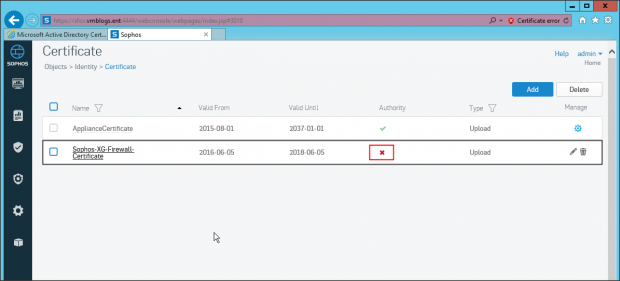 https://sfos.vmblogs.ent:4444/webconsole/webpages/index.jsp#3010
Certificate error
Microsoft Active Directory Cert...
Sophos
SOPHOS
Certificate
Help
admin
Objects > Identity > Certificate
Home
Add
Delete
Name
Valid From
Valid Until
Authority
Type
Manage
ApplianceCertificate
2015-08-01
2037-01-01
Upload
Sophos-XG-Firewall-
Certificate
2016-06-05
2018-06-05
Upload